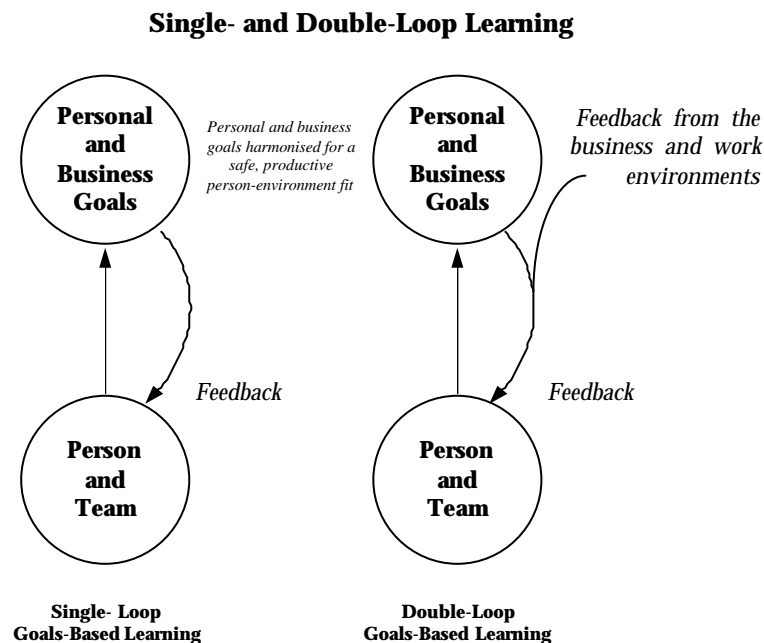 Single- and Double-Loop Learning
Personal
and
Business
Goals
Personal and business
goals harmonised for a
safe, productive
person-environment fit
Personal
and
Business
Goals
Feedback from the
business and work
environments
Feedback
Feedback
Person
and
Team
Person
and
Team
Single- Loop
Goals-Based Learning
Double-Loop
Goals-Based Learning